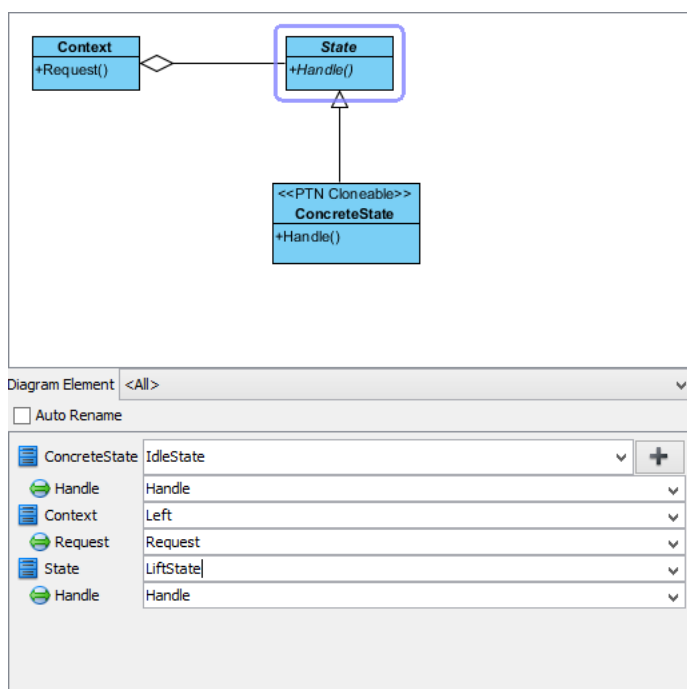 Context
+Request()
State
+Handle()
<<PTN Cloneable>>
ConcreteState
+Handle()
Diagram Element <All>
Auto Rename
ConcreteState IdleState
Handle Handle
Context Left
Request Request
State LiftState
Handle Handle